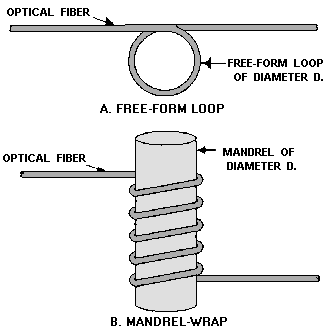 OPTICAL FIBER
FREE-FORM LOOP
OF DIAMETER D.
A. FREE-FORM LOOP
MANDREL OF
DIAMETER D.
OPTICAL FIBER
B. MANDREL-WRAP